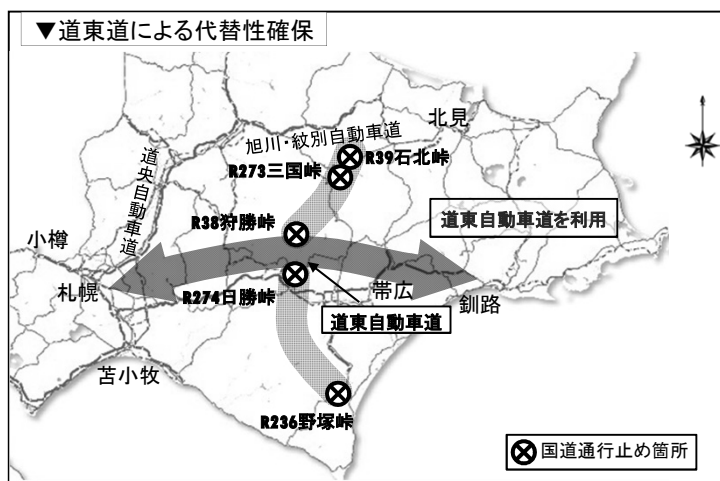 ▼道東道による代替性確保
北見
旭川・紋別自動車道
R39石北峠
R273三国峠
道央自動車道
R38狩勝峠
道東自動車道を利用
小樽
札幌
R274日勝峠
帯広
釧路
道東自動車道
苫小牧
R236野塚峠
国道通行止め箇所